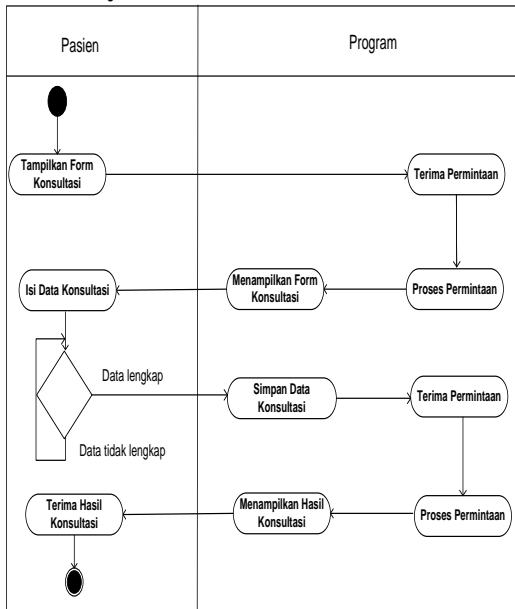 Pasien
Program
Tampilkan Form
Konsultasi
Terima Permintaan
Isi Data Konsultasi
Menampilkan Form
Konsultasi
Proses Permintaan
Data lengkap
Simpan Data
Konsultasi
Terima Permintaan
Data tidak lengkap
Terima Hasil
Konsultasi
Menampilkan Hasil
Konsultasi
Proses Permintaan